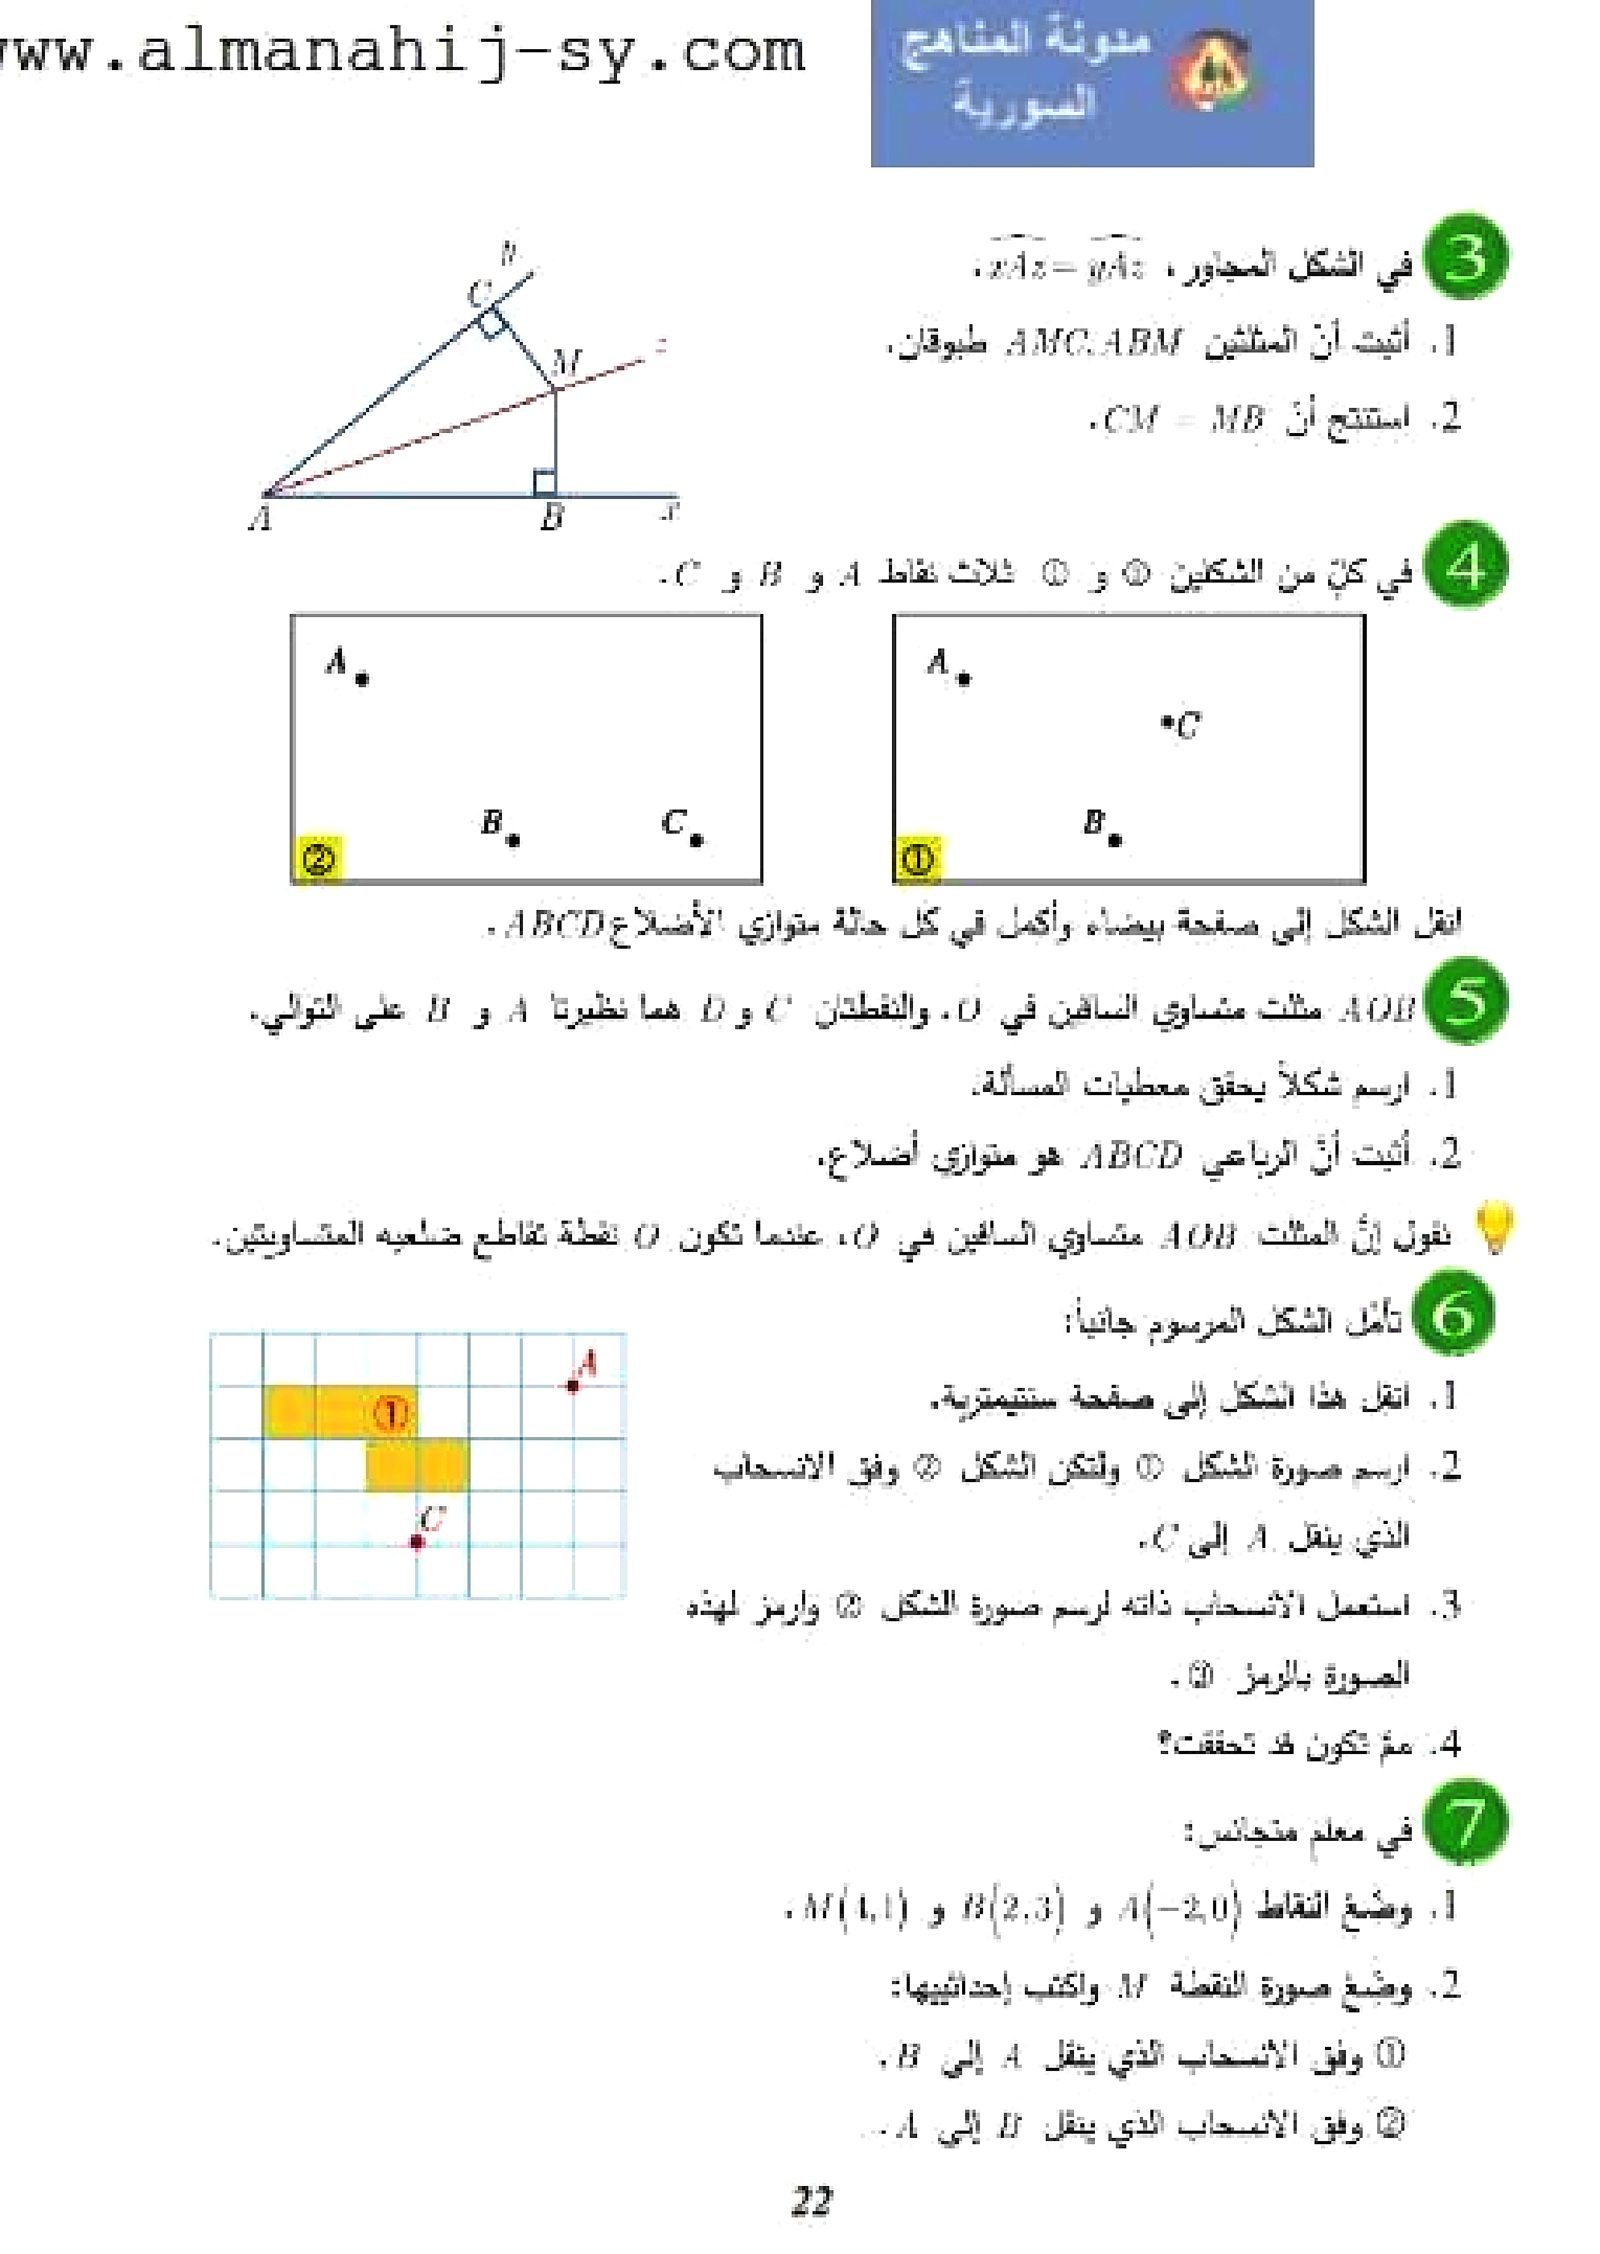 www.almanahij-sy.com
مدونة المناهج
السورية
3 في الشكل المجاور، xAz = yAz.
1. أثبت أنّ المثلثين AMC, ABM طبوقان.
2. استنتج أنّ CM = MB.
y
C
M
z
A
B
x
4 في كلّ من الشكلين و ثلاث نقاط A و B و C.
A
C
B
①
A
B
C
②
انقل الشكل إلى صفحة بيضاء وأكمل في كل حالة متوازي الأضلاع ABCD.
5 AOB مثلث متساوي الساقين في O، والنقطتان C و D هما نظيرتا A و B على التوالي.
1. ارسم شكلاً يحقق معطيات المسألة.
2. أثبت أنّ الرباعي ABCD هو متوازي أضلاع.
نقول إنّ المثلث AOB متساوي الساقين في O، عندما تكون O نقطة تقاطع ضلعيه المتساويتين.
6 تأمّل الشكل المرسوم جانباً:
A
①
C
1. انقل هذا الشكل إلى صفحة سنتيمترية.
2. ارسم صورة الشكل ① ولتكن الشكل ② وفق الانسحاب
الذي ينقل A إلى C.
3. استعمل الانسحاب ذاته لرسم صورة الشكل ② وارمز لهذه
الصورة بالرمز ③.
4. ممّ تكون قد تحققت؟
7 في معلم متجانس:
1. وضّع النقاط A(−2,0) و B(2,3) و M(4,1).
2. وضّع صورة النقطة M واكتب إحداثييها:
① وفق الانسحاب الذي ينقل A إلى B.
② وفق الانسحاب الذي ينقل B إلى A.
22